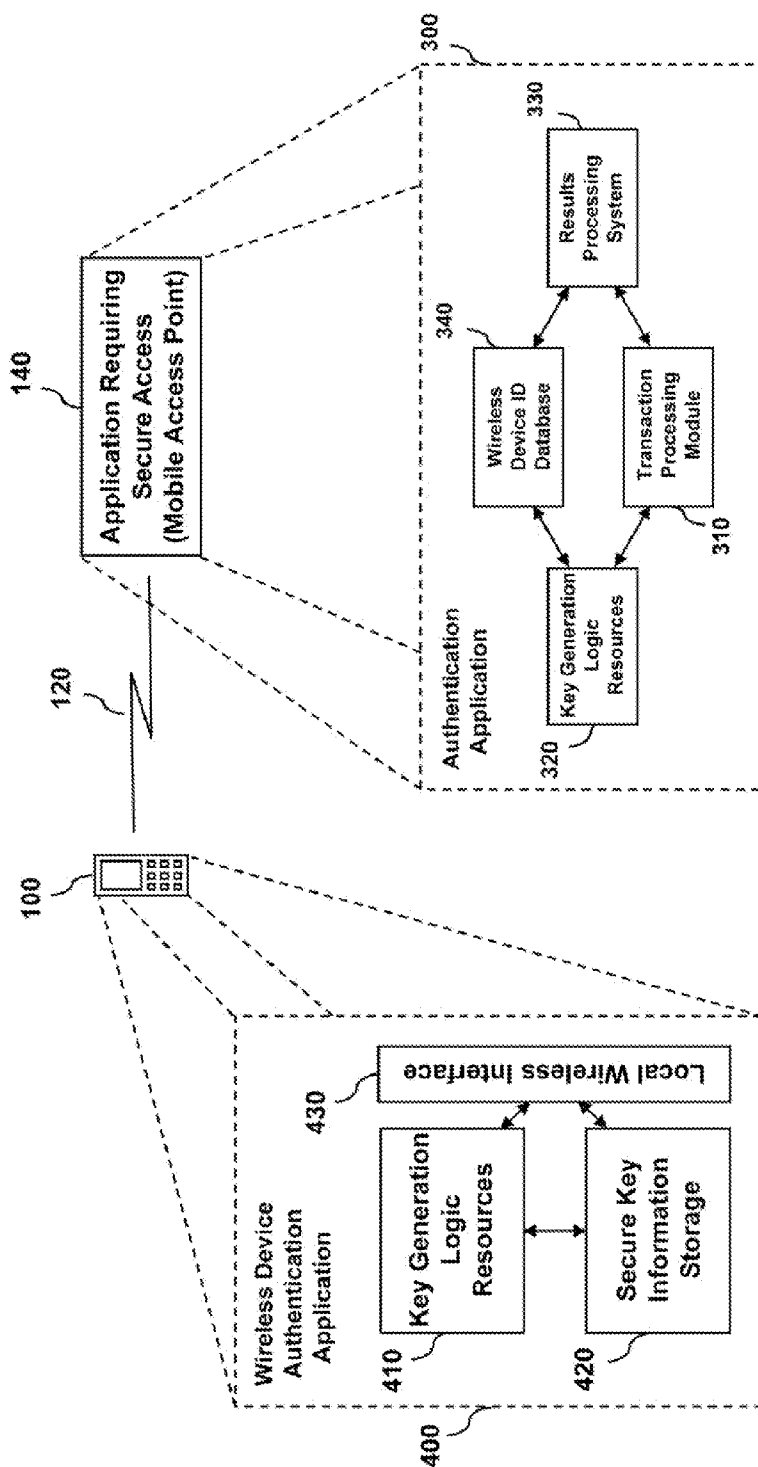 100
120
140
Application Requiring
Secure Access
(Mobile Access Point)
Wireless Device
Authentication
Application
430
Local Wireless Interface
Key Generation
Logic
Resources
410
Secure Key
Information
Storage
420
400
Authentication
Application
300
340
Wireless
Device ID
Database
330
Results
Processing
System
Key Generation
Logic
Resources
320
Transaction
Processing
Module
310